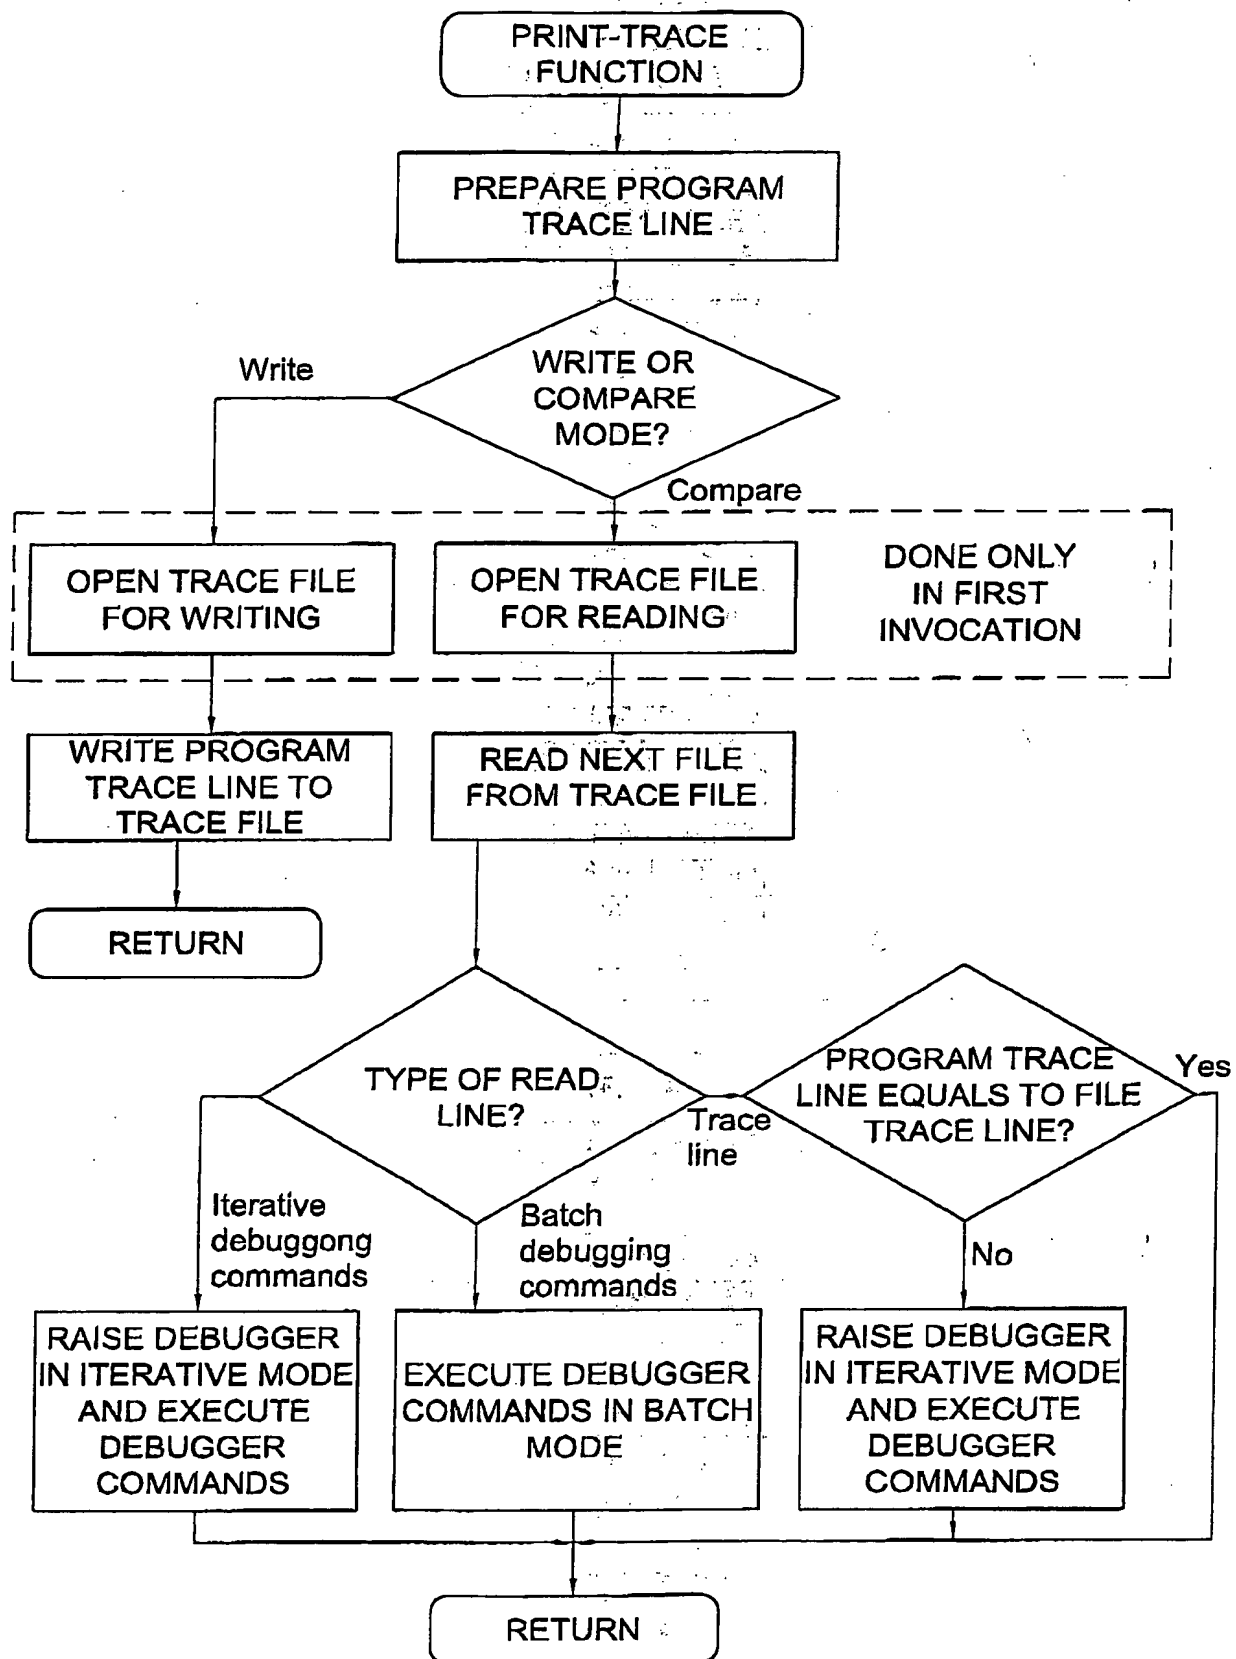 PRINT-TRACE
FUNCTION
PREPARE PROGRAM
TRACE LINE
WRITE OR
COMPARE
MODE?
Write
Compare
OPEN TRACE FILE
FOR WRITING
OPEN TRACE FILE
FOR READING
DONE ONLY
IN FIRST
INVOCATION
WRITE PROGRAM
TRACE LINE TO
TRACE FILE
READ NEXT FILE
FROM TRACE FILE
RETURN
TYPE OF READ
LINE?
Trace
line
PROGRAM TRACE
LINE EQUALS TO FILE
TRACE LINE?
Yes
Iterative
debuggong
commands
Batch
debugging
commands
No
RAISE DEBUGGER
IN ITERATIVE MODE
AND EXECUTE
DEBUGGER
COMMANDS
EXECUTE DEBUGGER
COMMANDS IN BATCH
MODE
RAISE DEBUGGER
IN ITERATIVE MODE
AND EXECUTE
DEBUGGER
COMMANDS
RETURN